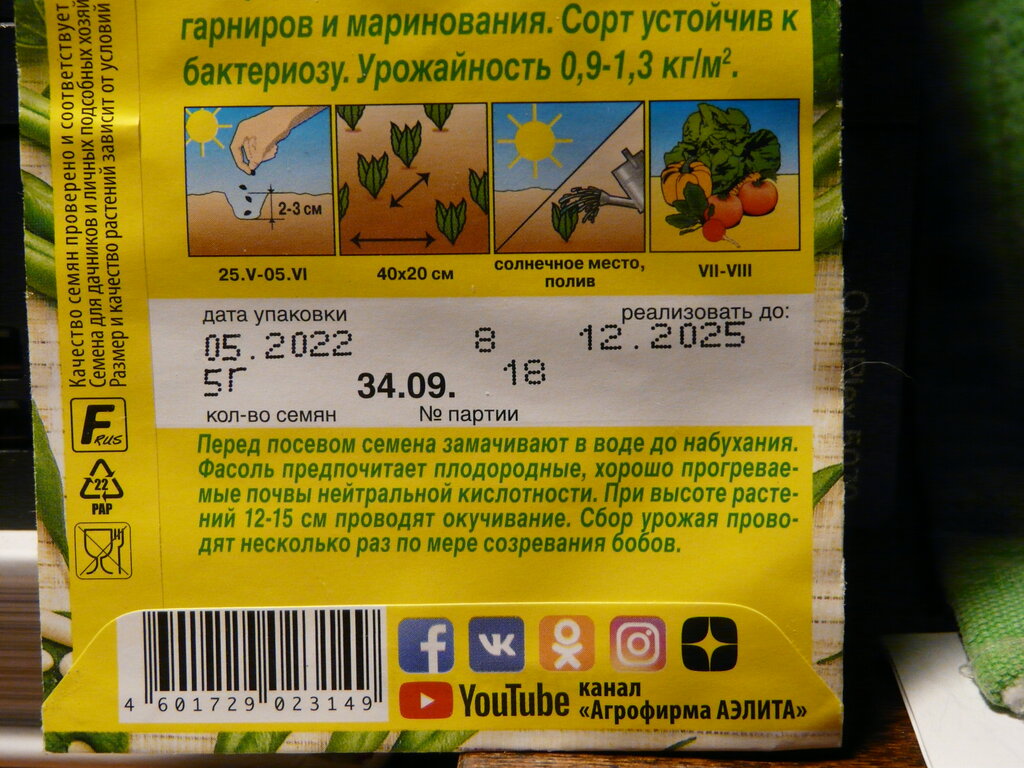 гарниров и маринования. Сорт устойчив к
бактериозу. Урожайность 0,9-1,3 кг/м².
2-3 см
25.V-05.VI
40х20 см
солнечное место,
полив
VII-VIII
дата упаковки
реализовать до:
05.2022
8
12.2025
5г
34.09.
18
кол-во семян
№ партии
Перед посевом семена замачивают в воде до набухания.
Фасоль предпочитает плодородные, хорошо прогревае-
мые почвы нейтральной кислотности. При высоте расте-
ний 12-15 см проводят окучивание. Сбор урожая прово-
дят несколько раз по мере созревания бобов.
Качество семян проверено и соответствует
Семена для дачников и личных подсобных хозяй
Размер и качество растений зависит от условий
F RUS
22
PAP
4 601729 023149
YouTube
канал
«Агрофирма АЭЛИТА»